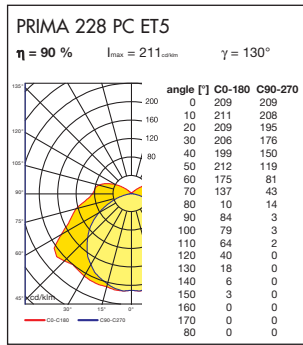 PRIMA 228 PC ET5
η = 90 % Imax = 211 cd/klm γ = 130°
angle [°] C0-180 C90-270
0 209 209
10 211 208
20 209 195
30 206 176
40 199 150
50 212 119
60 175 81
70 137 43
80 10 14
90 84 3
100 79 3
110 64 2
120 40 0
130 18 0
140 6 0
150 3 0
160 0 0
170 0 0
80 0 0
135°
120°
105°
90°
75°
60°
45°
200
160
120
80
cd/klm
30° 15° 0°
C0-C180 C90-C270